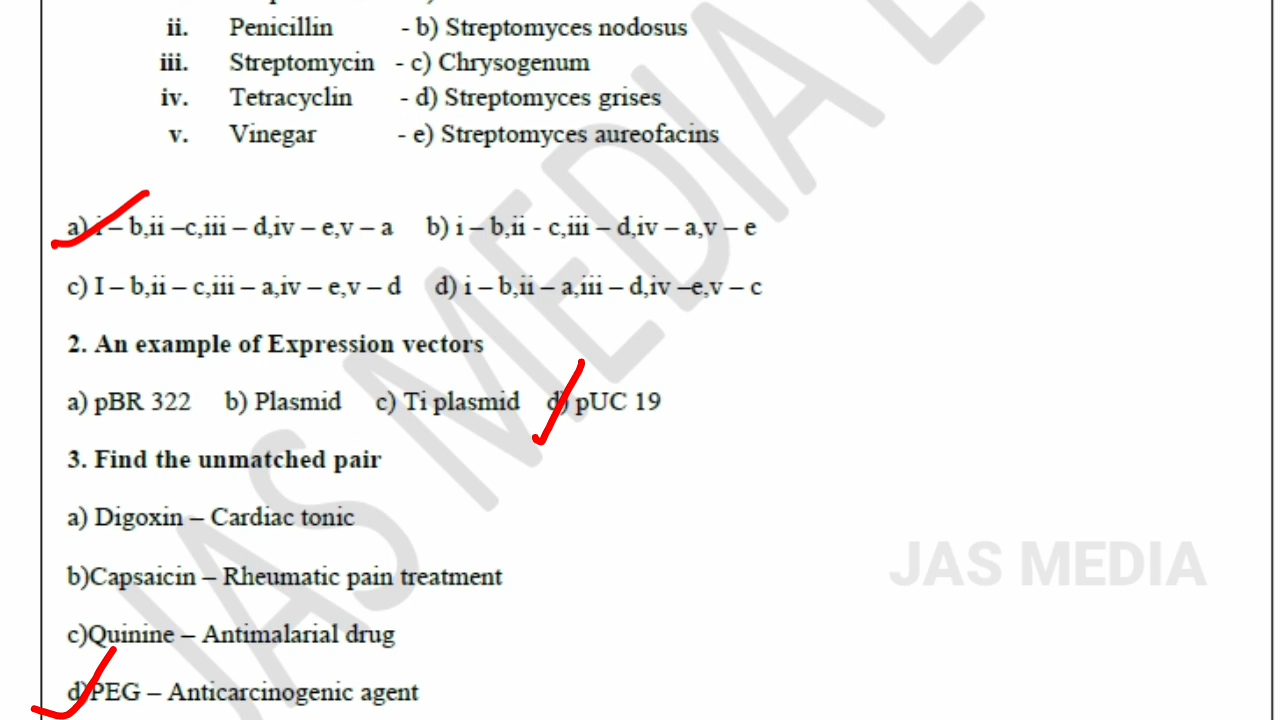 ii. Penicillin - b) Streptomyces nodosus
iii. Streptomycin - c) Chrysogenum
iv. Tetracyclin - d) Streptomyces grises
v. Vinegar - e) Streptomyces aureofacins
a) i – b,ii –c,iii – d,iv – e,v – a b) i – b,ii - c,iii – d,iv – a,v – e
c) I – b,ii – c,iii – a,iv – e,v – d d) i – b,ii – a,iii – d,iv –e,v – c
2. An example of Expression vectors
a) pBR 322 b) Plasmid c) Ti plasmid d) pUC 19
3. Find the unmatched pair
a) Digoxin – Cardiac tonic
b)Capsaicin – Rheumatic pain treatment
JAS MEDIA
c)Quinine – Antimalarial drug
d)PEG – Anticarcinogenic agent
JAS MEDIA